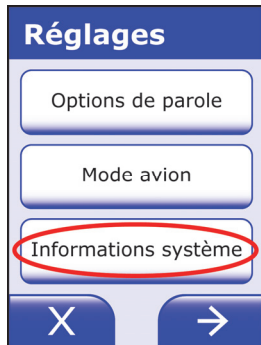 Réglages
Options de parole
Mode avion
Informations système
X →